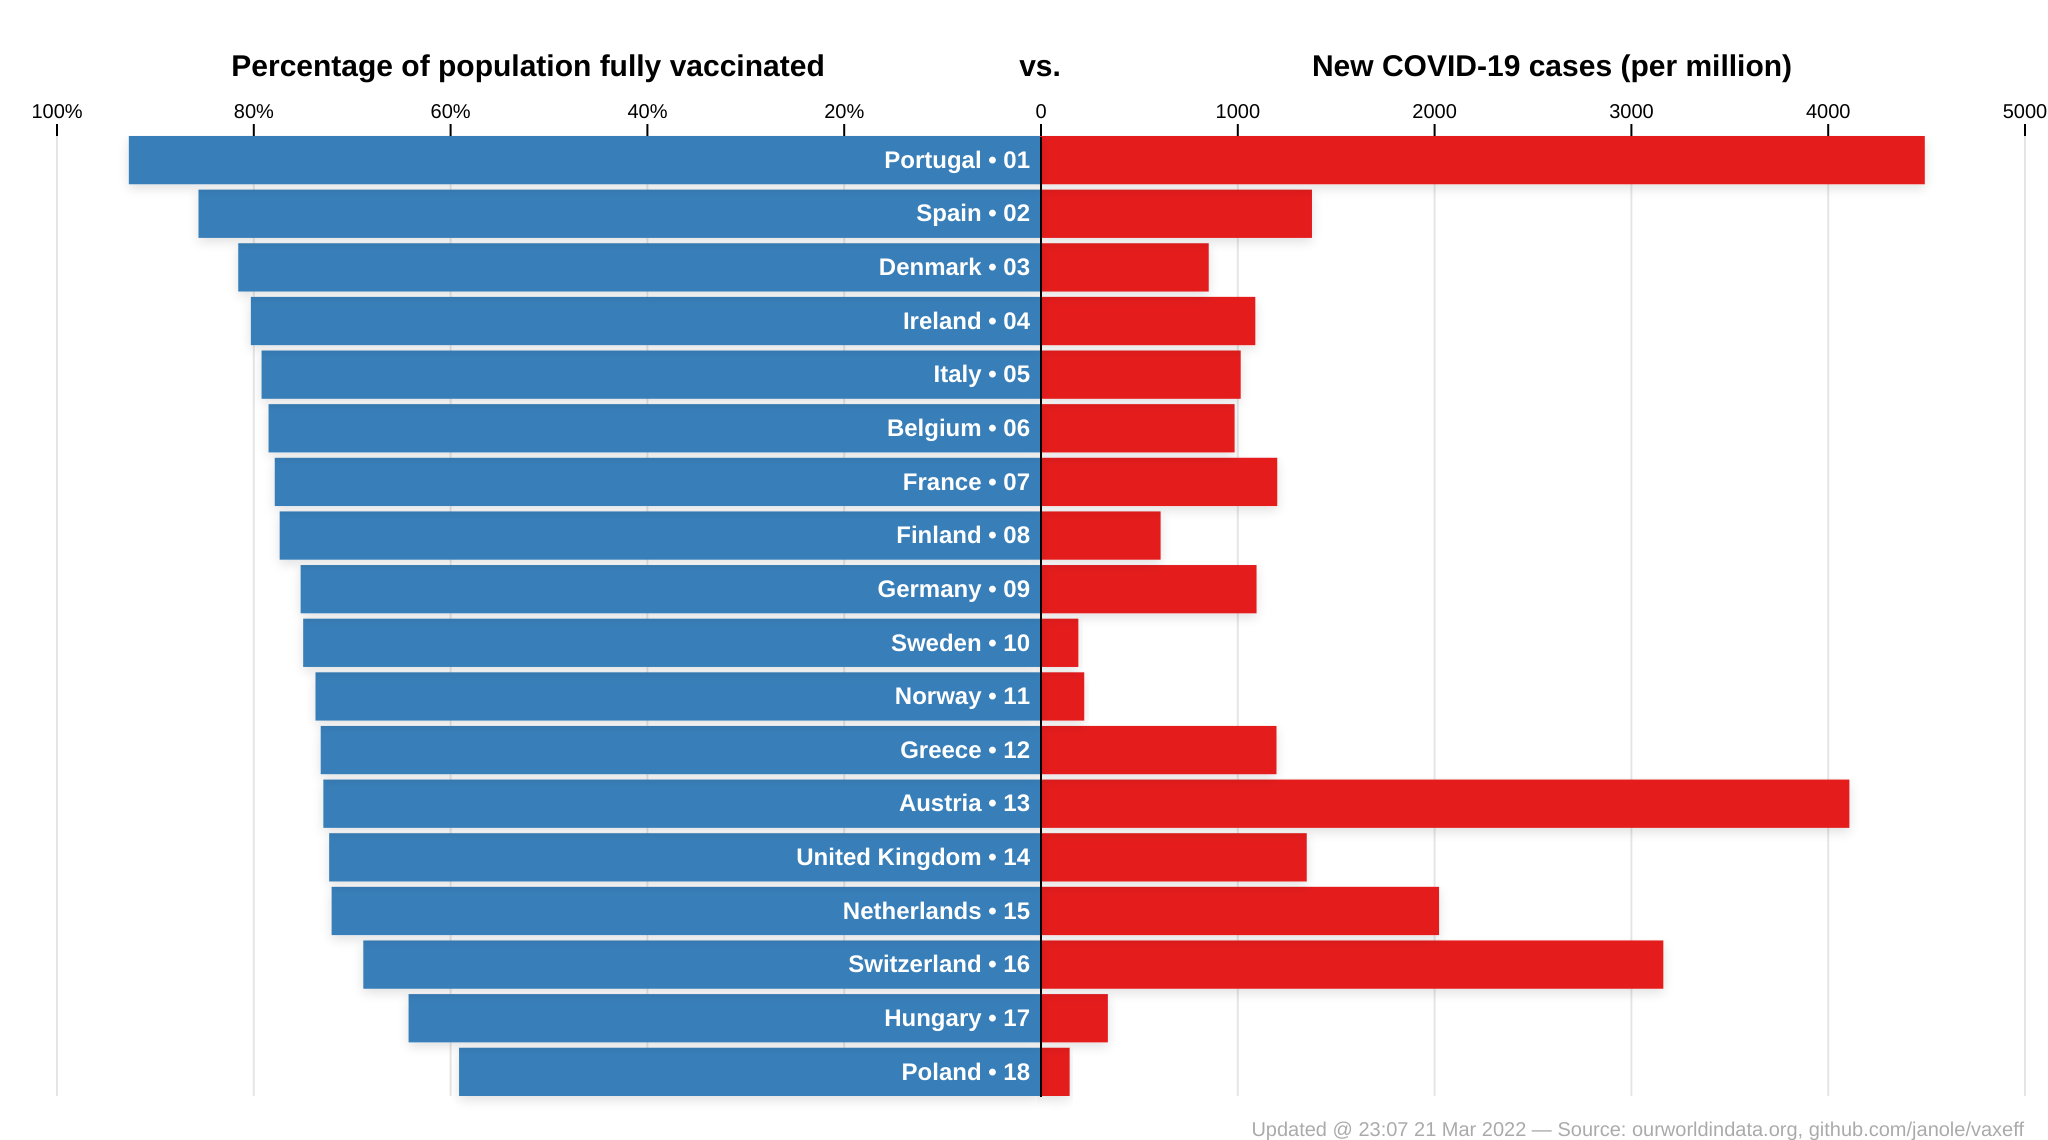 Percentage of population fully vaccinated vs. New COVID-19 cases (per million)
100% 80% 60% 40% 20% 0 1000 2000 3000 4000 5000
Portugal • 01
Spain • 02
Denmark • 03
Ireland • 04
Italy • 05
Belgium • 06
France • 07
Finland • 08
Germany • 09
Sweden • 10
Norway • 11
Greece • 12
Austria • 13
United Kingdom • 14
Netherlands • 15
Switzerland • 16
Hungary • 17
Poland • 18
Updated @ 23:07 21 Mar 2022 — Source: ourworldindata.org, github.com/janole/vaxeff